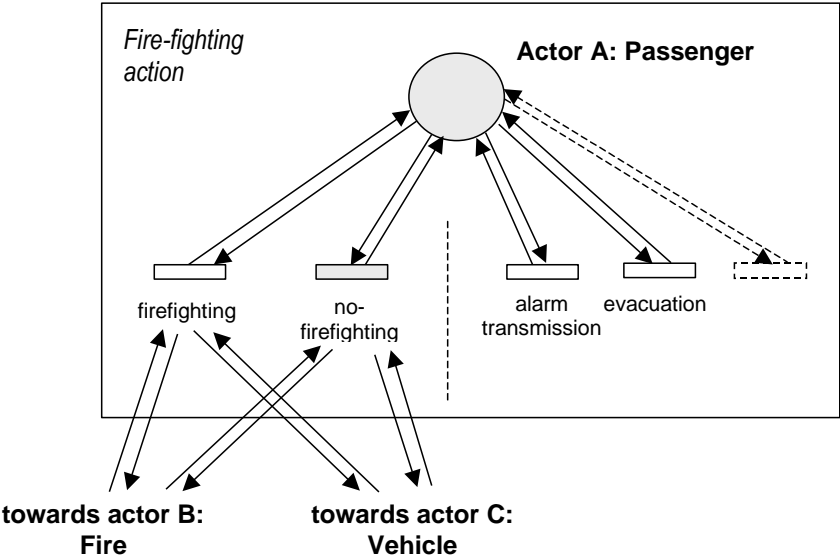 Fire-fighting
action
Actor A: Passenger
firefighting
no-
firefighting
alarm
transmission
evacuation
towards actor B:
Fire
towards actor C:
Vehicle